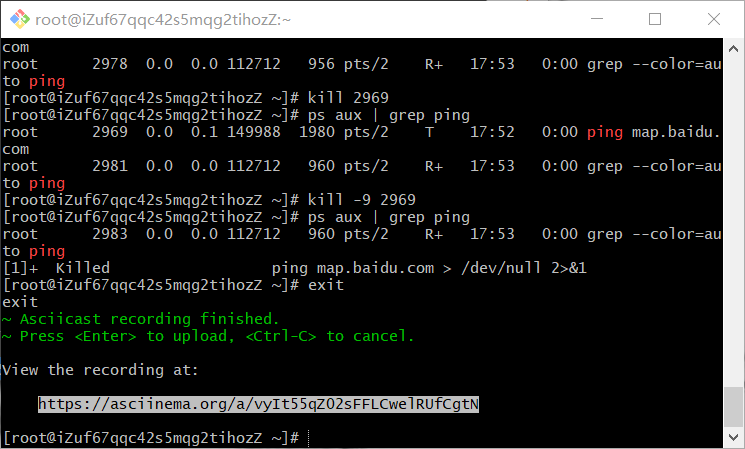 root@iZuf67qqc42s5mqg2tihozZ:~
com
root      2978  0.0  0.0 112712   956 pts/2    R+   17:53   0:00 grep --color=au
to ping
[root@iZuf67qqc42s5mqg2tihozZ ~]# kill 2969
[root@iZuf67qqc42s5mqg2tihozZ ~]# ps aux | grep ping
root      2969  0.0  0.1 149988  1980 pts/2    T    17:52   0:00 ping map.baidu.
com
root      2981  0.0  0.0 112712   960 pts/2    R+   17:53   0:00 grep --color=au
to ping
[root@iZuf67qqc42s5mqg2tihozZ ~]# kill -9 2969
[root@iZuf67qqc42s5mqg2tihozZ ~]# ps aux | grep ping
root      2983  0.0  0.0 112712   960 pts/2    R+   17:53   0:00 grep --color=au
to ping
[1]+  Killed                  ping map.baidu.com > /dev/null 2>&1
[root@iZuf67qqc42s5mqg2tihozZ ~]# exit
exit
~ Asciicast recording finished.
~ Press <Enter> to upload, <Ctrl-C> to cancel.
View the recording at:
https://asciinema.org/a/vyIt55qZO2sFFLCwelRUfCgtN
[root@iZuf67qqc42s5mqg2tihozZ ~]#